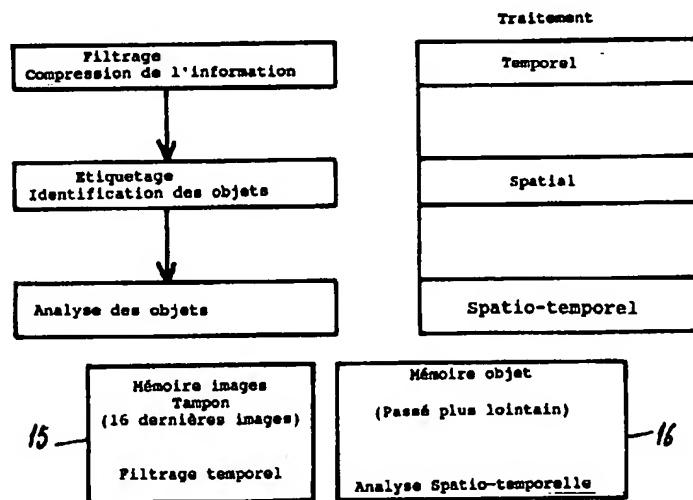 Traitement
Filtrage
Compression de l'information
Temporel
Etiquetage
Identification des objets
Spatial
Analyse des objets
Spatio-temporel
Mémoire images
Tampon
(16 dernières images)
Filtrage temporel
15
Mémoire objet
(Passé plus lointain)
Analyse Spatio-temporelle
16